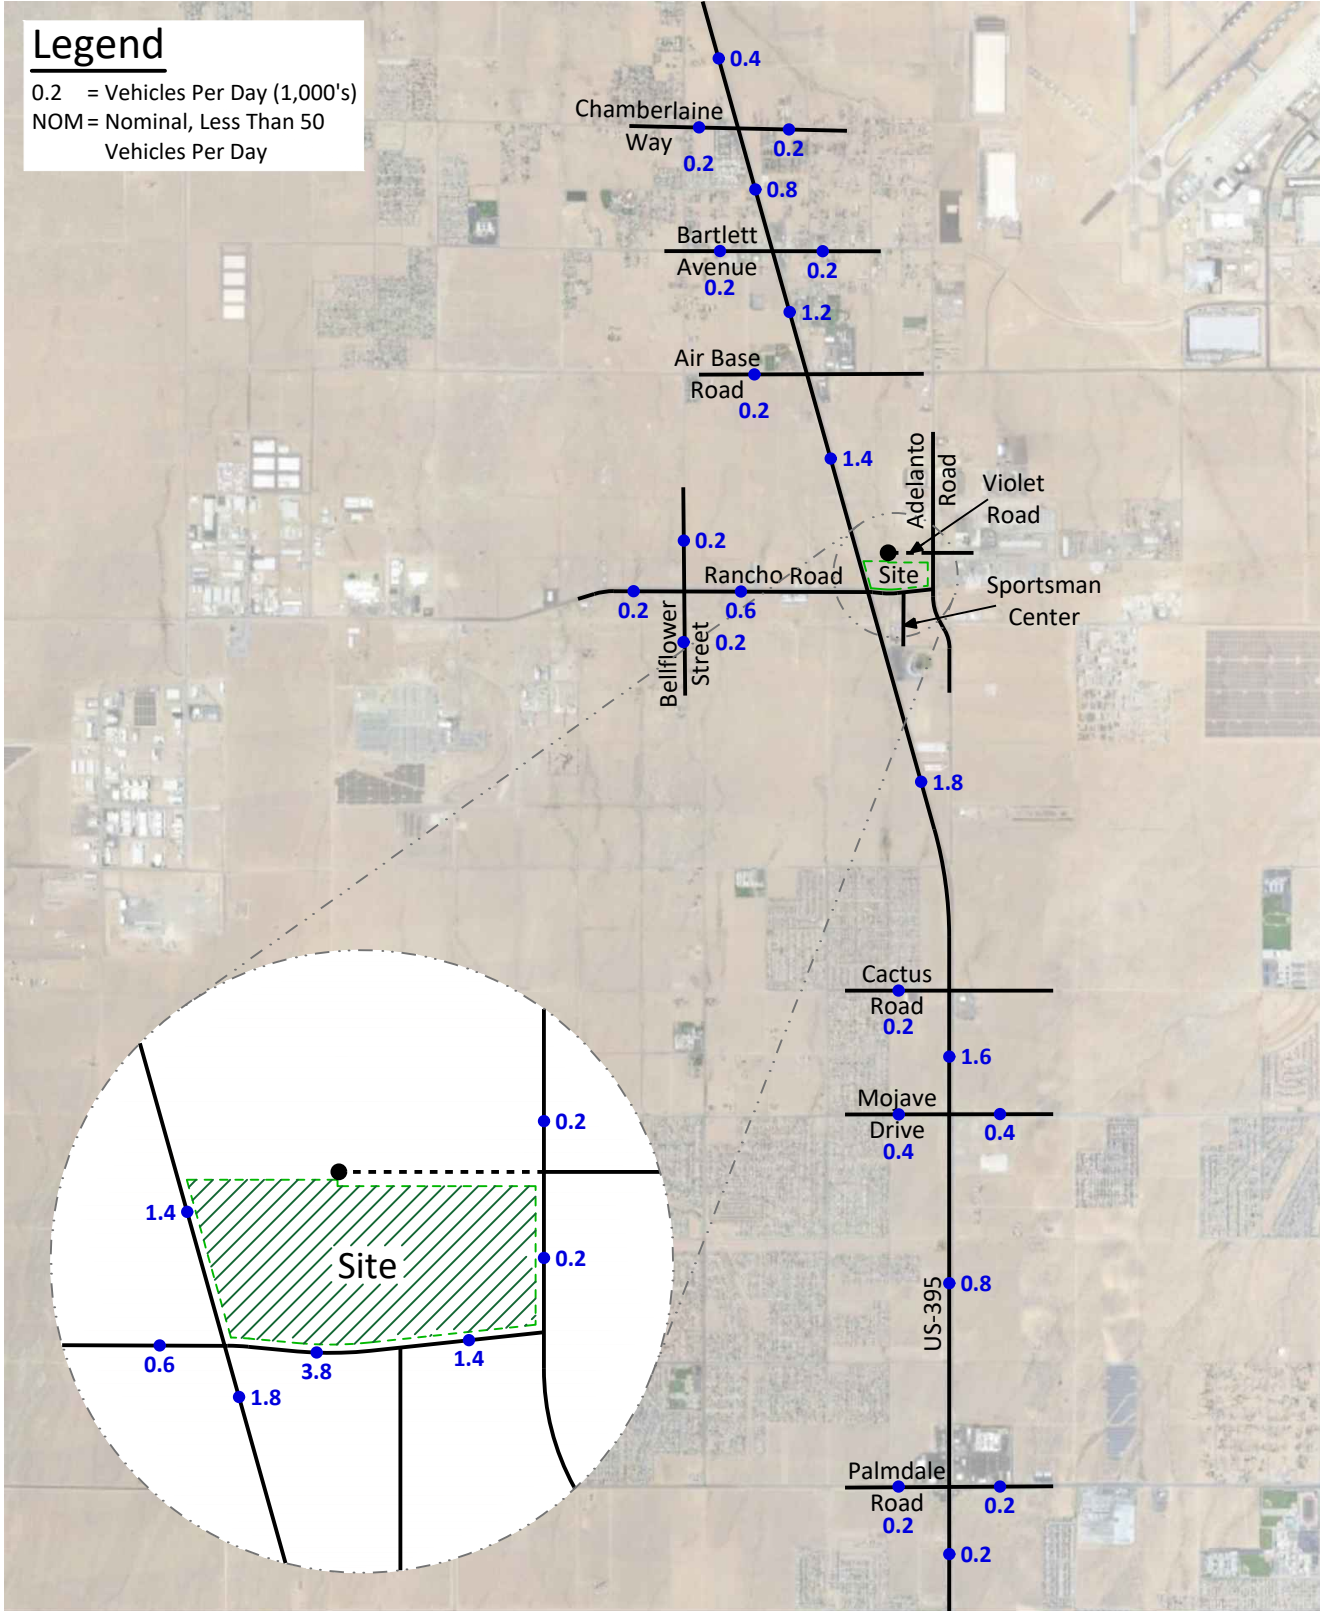 Legend
0.2 = Vehicles Per Day (1,000's)
NOM = Nominal, Less Than 50
Vehicles Per Day
0.4
Chamberlaine
Way
0.2
0.2
0.8
Bartlett
Avenue
0.2
0.2
1.2
Air Base
Road
0.2
1.4
Adelanto
Road
Violet
Road
0.2
Rancho Road
Site
Sportsman
Center
0.2
0.6
Bellflower
Street
0.2
1.8
Cactus
Road
0.2
1.6
Mojave
Drive
0.4
0.4
US-395
0.8
Palmdale
Road
0.2
0.2
0.2
0.2
1.4
0.2
Site
0.6
3.8
1.4
1.8